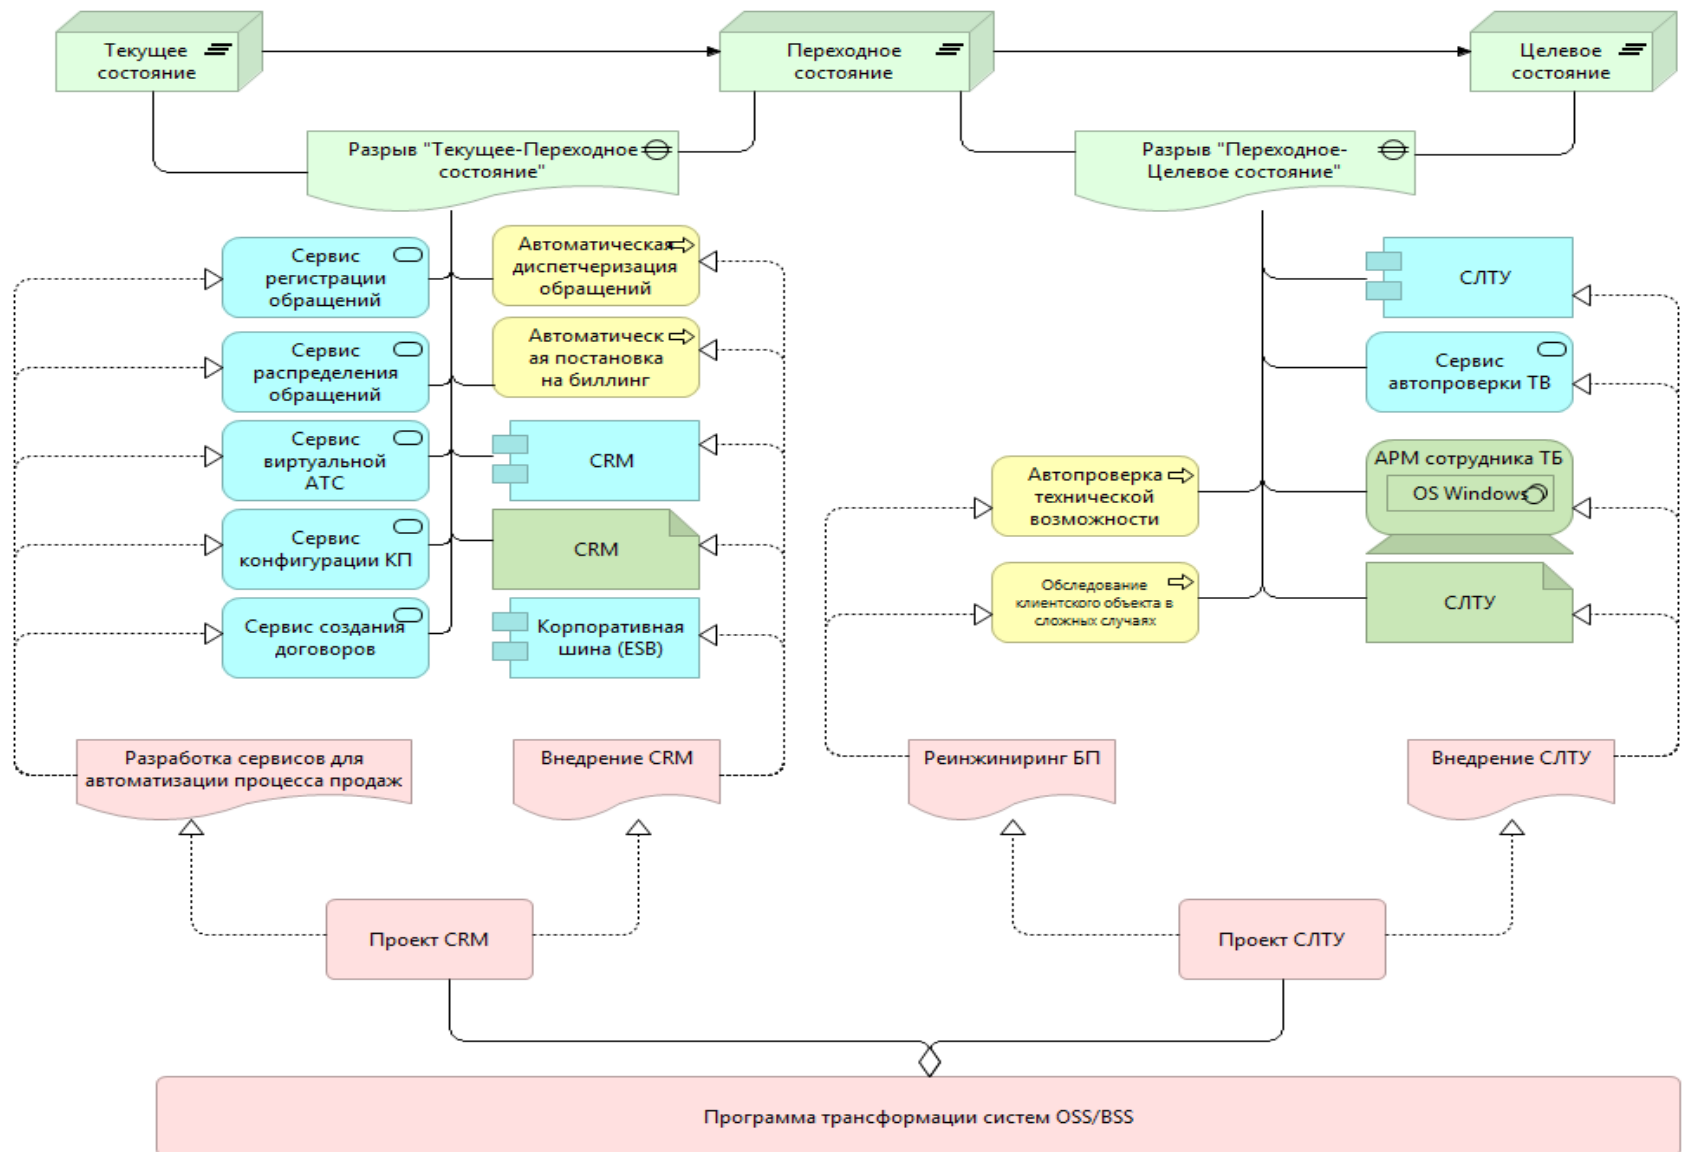 Текущее
состояние
Переходное
состояние
Целевое
состояние
Разрыв "Текущее-Переходное
состояние"
Разрыв "Переходное-
Целевое состояние"
Сервис
регистрации
обращений
Автоматическая
диспетчеризация
обращений
СЛТУ
Сервис
распределения
обращений
Автоматическ
ая постановка
на биллинг
Сервис
автопроверки ТВ
Сервис
виртуальной
АТС
CRM
Автопроверка
технической
возможности
АРМ сотрудника ТБ
OS Windows
Сервис
конфигурации КП
CRM
Обследование
клиентского объекта в
сложных случаях
СЛТУ
Сервис создания
договоров
Корпоративная
шина (ESB)
Разработка сервисов для
автоматизации процесса продаж
Внедрение CRM
Реинжиниринг БП
Внедрение СЛТУ
Проект CRM
Проект СЛТУ
Программа трансформации систем OSS/BSS